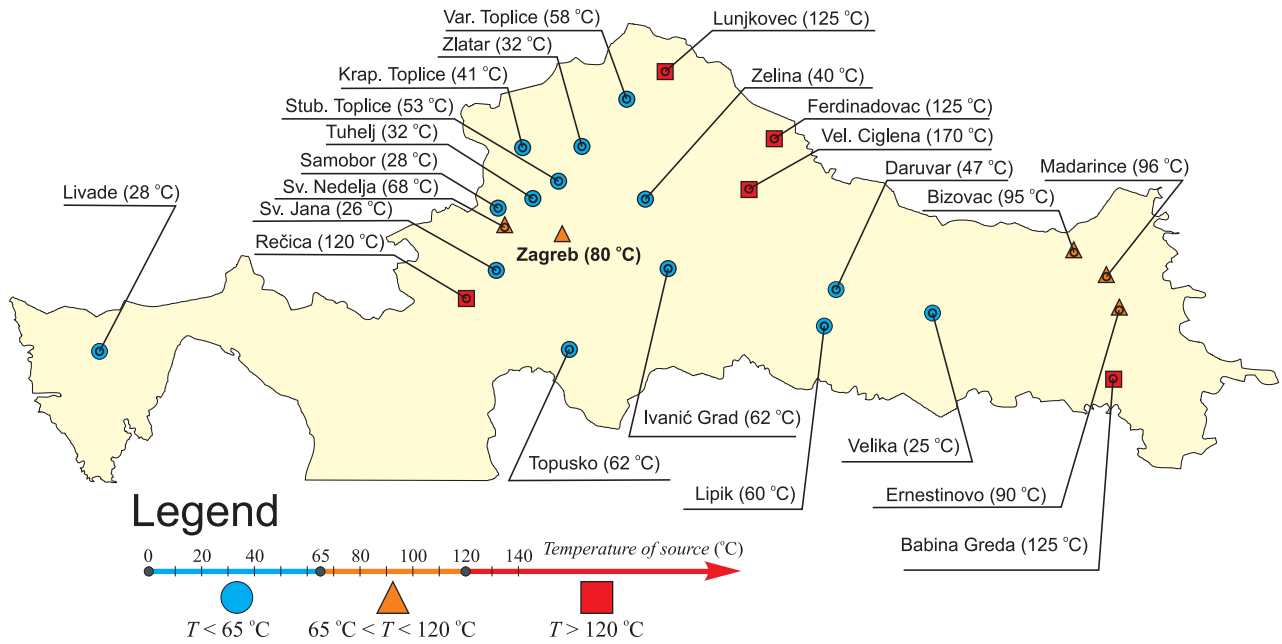 Var. Toplice (58 °C)
Lunjkovec (125 °C)
Zlatar (32 °C)
Krap. Toplice (41 °C)
Zelina (40 °C)
Stub. Toplice (53 °C)
Ferdinadovac (125 °C)
Tuhelj (32 °C)
Vel. Ciglena (170 °C)
Samobor (28 °C)
Daruvar (47 °C)
Madarince (96 °C)
Livade (28 °C)
Sv. Nedelja (68 °C)
Bizovac (95 °C)
Sv. Jana (26 °C)
Rečica (120 °C)
Zagreb (80 °C)
Ivanić Grad (62 °C)
Velika (25 °C)
Topusko (62 °C)
Lipik (60 °C)
Ernestinovo (90 °C)
Babina Greda (125 °C)
Legend
0 20 40 65 80 100 120 140 Temperature of source (°C)
T < 65 °C 65 °C < T < 120 °C T > 120 °C